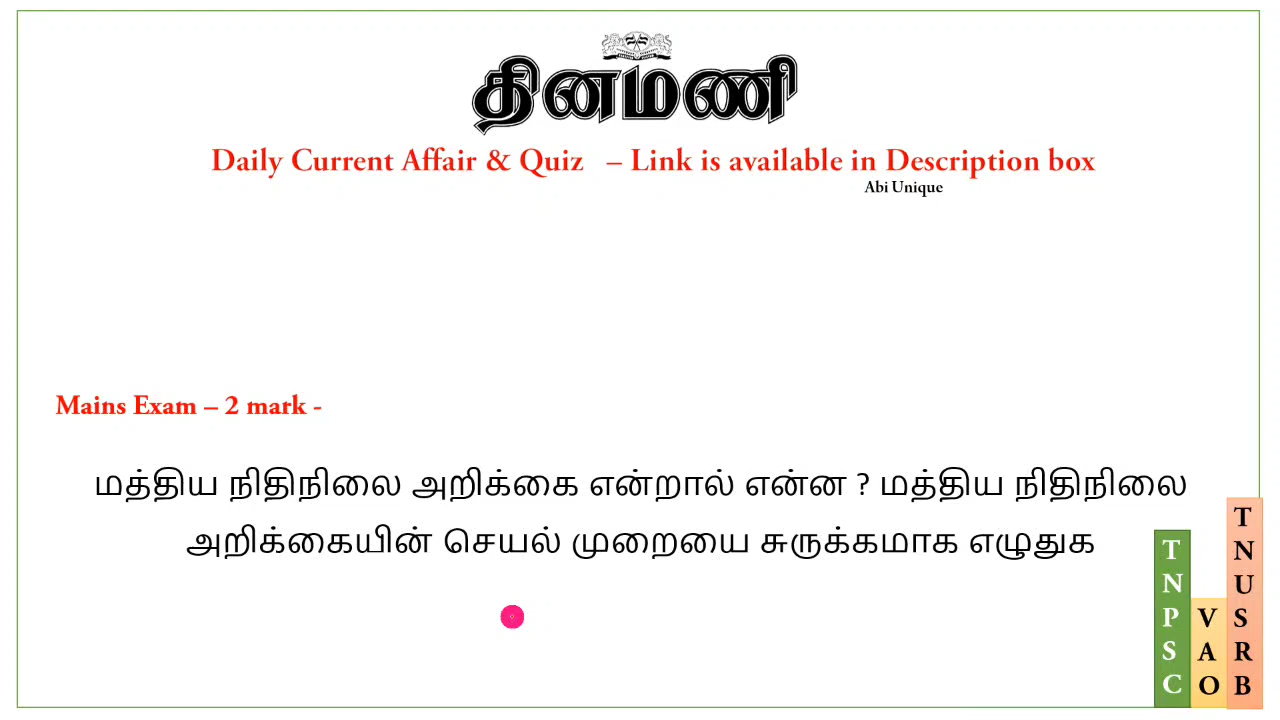 தினமணி
Daily Current Affair & Quiz – Link is available in Description box
Abi Unique
Mains Exam – 2 mark -
மத்திய நிதிநிலை அறிக்கை என்றால் என்ன ? மத்திய நிதிநிலை
அறிக்கையின் செயல் முறையை சுருக்கமாக எழுதுக
TNPSC
VAO
TNUSRB